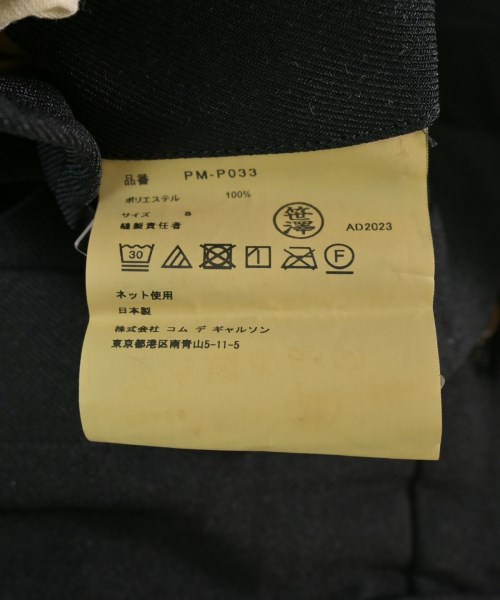 品番 PM-P033
ポリエステル 100%
サイズ s
縫製責任者 笹澤 AD2023
30 F
ネット使用
日本製
株式会社 コム デ ギャルソン
東京都港区南青山5-11-5